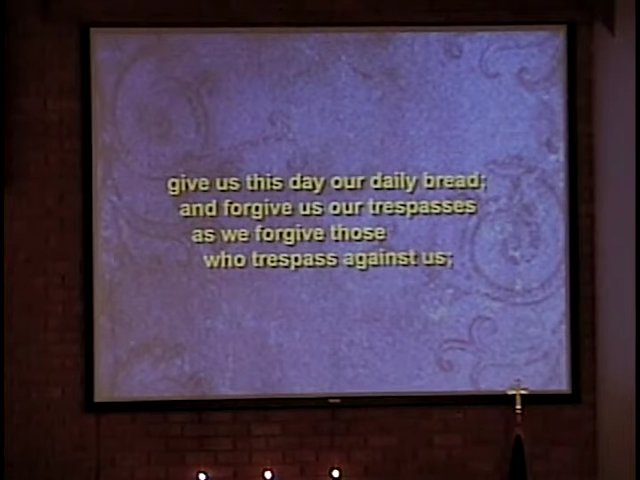 give us this day our daily bread;
and forgive us our trespasses
as we forgive those
who trespass against us;